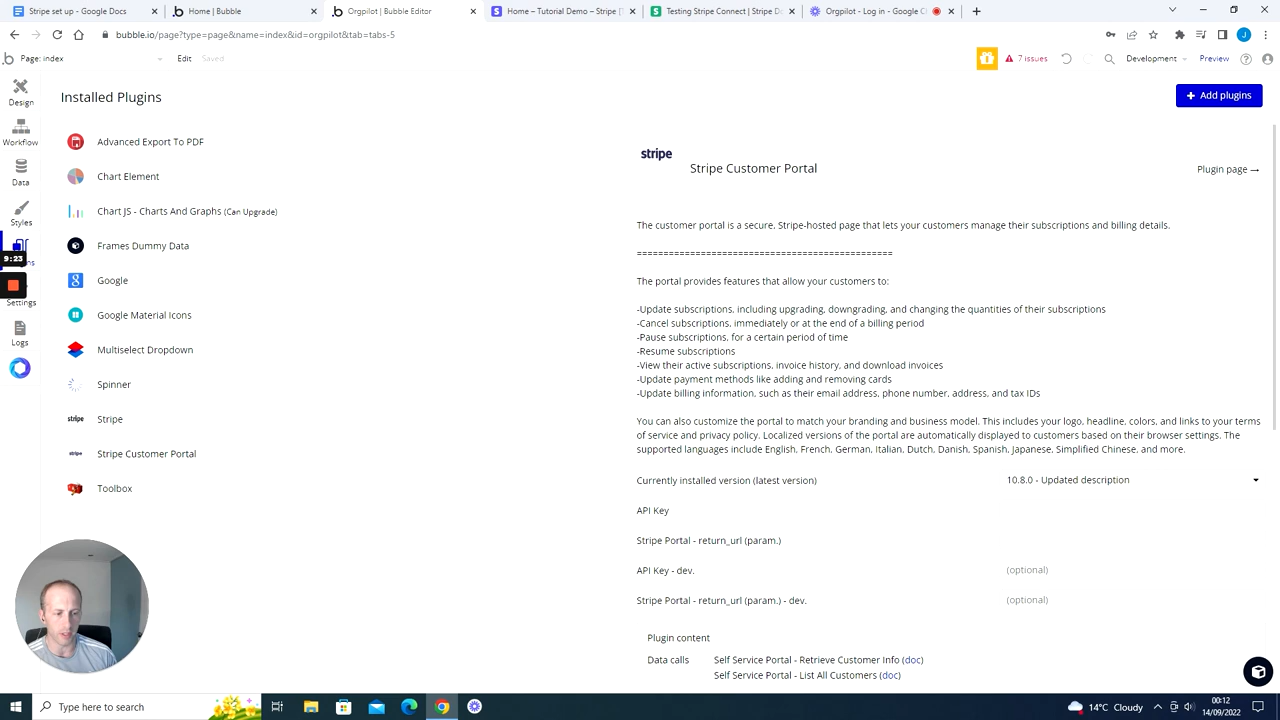 Stripe set up - Google Docs
Home | Bubble
Orgpilot | Bubble Editor
Home – Tutorial Demo – Stripe [T
Testing Stripe Connect | Stripe D
Orgpilot - Log in - Google C
bubble.io/page?type=page&name=index&id=orgpilot&tab=tabs-5
J
Page: index
Edit
Saved
7 issues
Development
Preview
Design
Workflow
Data
Styles
9:23
Settings
Logs
Installed Plugins
Add plugins
Advanced Export To PDF
Chart Element
Chart JS - Charts And Graphs (Can Upgrade)
Frames Dummy Data
Google
Google Material Icons
Multiselect Dropdown
Spinner
stripe Stripe
Stripe Customer Portal
Toolbox
stripe
Stripe Customer Portal
Plugin page →
The customer portal is a secure, Stripe-hosted page that lets your customers manage their subscriptions and billing details.
================================================
The portal provides features that allow your customers to:
-Update subscriptions, including upgrading, downgrading, and changing the quantities of their subscriptions
-Cancel subscriptions, immediately or at the end of a billing period
-Pause subscriptions, for a certain period of time
-Resume subscriptions
-View their active subscriptions, invoice history, and download invoices
-Update payment methods like adding and removing cards
-Update billing information, such as their email address, phone number, address, and tax IDs
You can also customize the portal to match your branding and business model. This includes your logo, headline, colors, and links to your terms
of service and privacy policy. Localized versions of the portal are automatically displayed to customers based on their browser settings. The
supported languages include English, French, German, Italian, Dutch, Danish, Spanish, Japanese, Simplified Chinese, and more.
Currently installed version (latest version)
10.8.0 - Updated description
API Key
Stripe Portal - return_url (param.)
API Key - dev.
(optional)
Stripe Portal - return_url (param.) - dev.
(optional)
Plugin content
Data calls
Self Service Portal - Retrieve Customer Info (doc)
Self Service Portal - List All Customers (doc)
Type here to search
14°C Cloudy
00:12
14/09/2022